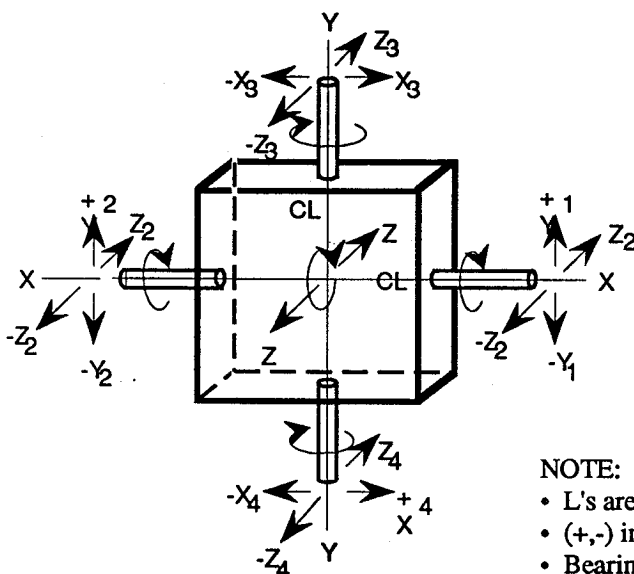 Y
Z3
-X3
X3
-Z3
CL
+ 2
Y
Z2
Z
+ 1
Y
Z2
X
CL
X
-Z2
-Y2
Z
-Z2
-Y1
Z4
-X4
+ 4
X
-Z4
Y
NOTE:
• L's are
• (+,-) in
• Bearin